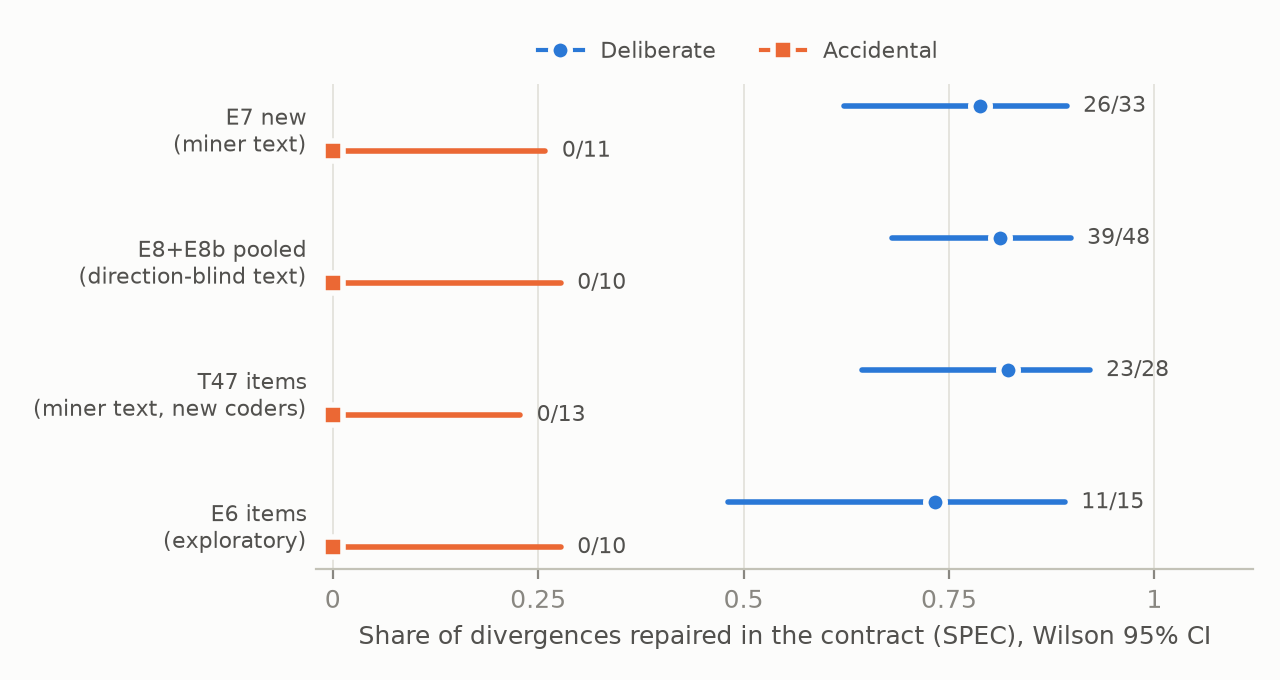 Deliberate Accidental
E7 new
(miner text)
26/33
0/11
E8+E8b pooled
(direction-blind text)
39/48
0/10
T47 items
(miner text, new coders)
23/28
0/13
E6 items
(exploratory)
11/15
0/10
0 0.25 0.5 0.75 1
Share of divergences repaired in the contract (SPEC), Wilson 95% CI